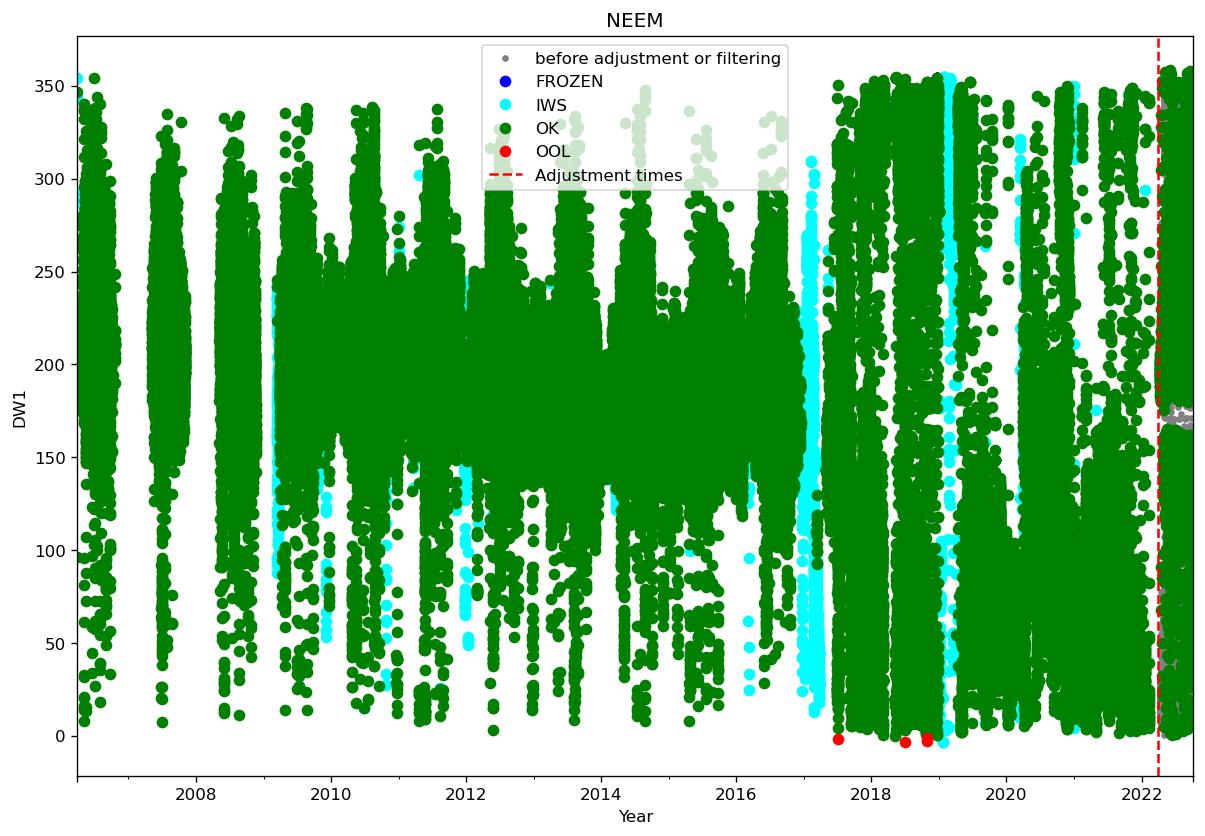 NEEM
before adjustment or filtering
FROZEN
IWS
OK
OOL
Adjustment times
DW1
350
300
250
200
150
100
50
0
2008 2010 2012 2014 2016 2018 2020 2022
Year